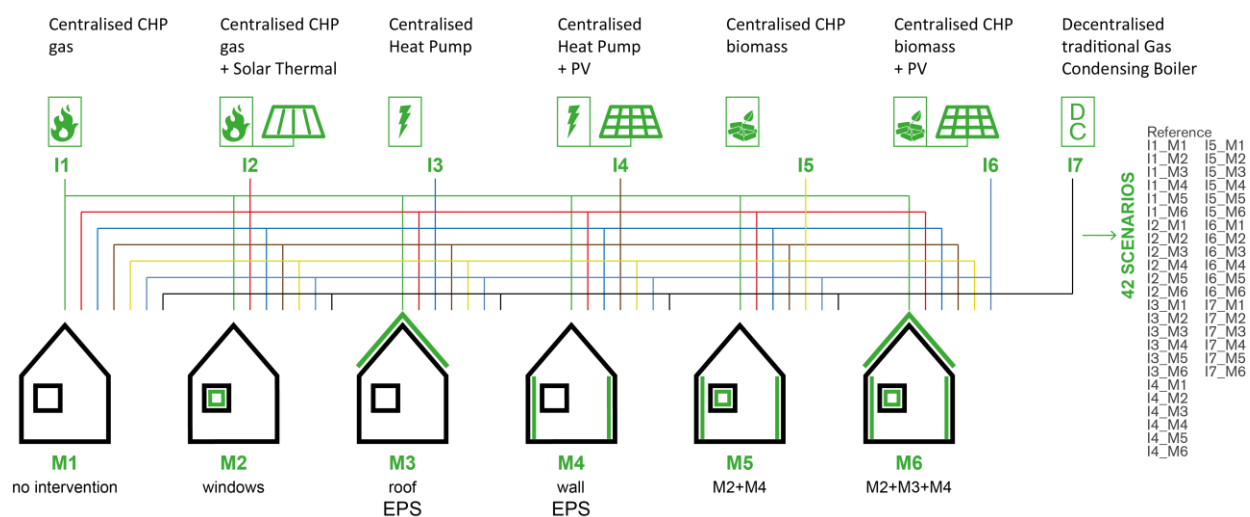 Centralised CHP
gas
Centralised CHP
gas
+ Solar Thermal
Centralised
Heat Pump
Centralised
Heat Pump
+ PV
Centralised CHP
biomass
Centralised CHP
biomass
+ PV
Decentralised
traditional Gas
Condensing Boiler
D
C
I1
I2
I3
I4
I5
I6
I7
42 SCENARIOS
Reference
I1_M1
I1_M2
I1_M3
I1_M4
I1_M5
I1_M6
I2_M1
I2_M2
I2_M3
I2_M4
I2_M5
I2_M6
I3_M1
I3_M2
I3_M3
I3_M4
I3_M5
I3_M6
I4_M1
I4_M2
I4_M3
I4_M4
I4_M5
I4_M6
I5_M1
I5_M2
I5_M3
I5_M4
I5_M5
I5_M6
I6_M1
I6_M2
I6_M3
I6_M4
I6_M5
I6_M6
I7_M1
I7_M2
I7_M3
I7_M4
I7_M5
I7_M6
M1
no intervention
M2
windows
M3
roof
EPS
M4
wall
EPS
M5
M2+M4
M6
M2+M3+M4